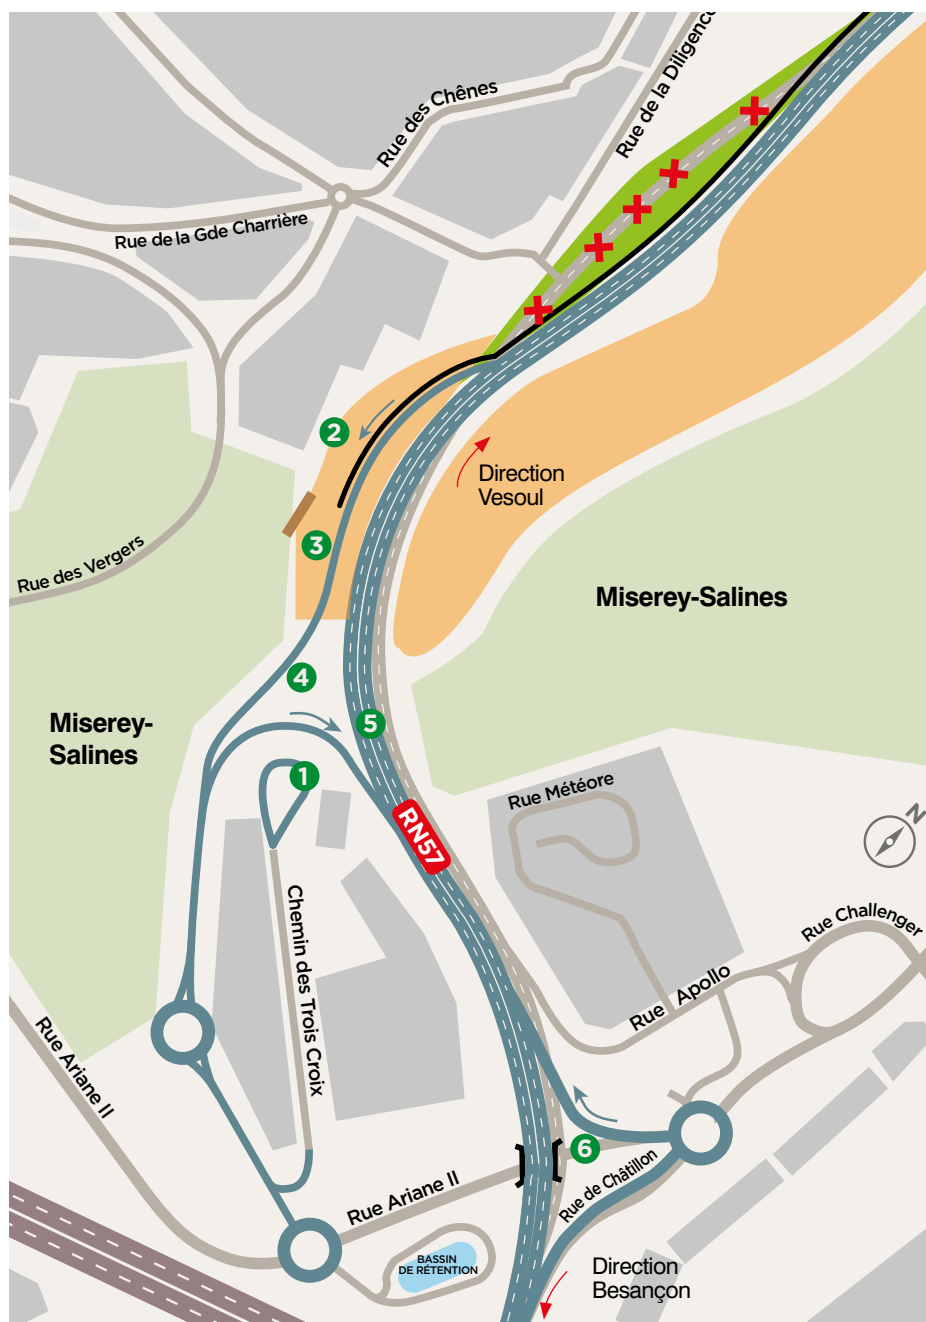 Rue des Chênes
Rue de la Diligence
Rue de la Gde Charrière
2
Direction
Vesoul
3
Rue des Vergers
Miserey-Salines
4
Miserey-
Salines
5
1
Rue Météore
RN57
N
Chemin des Trois Croix
Rue Challenger
Rue Apollo
Rue Ariane II
6
Rue de Châtillon
Rue Ariane II
BASSIN
DE RÉTENTION
Direction
Besançon